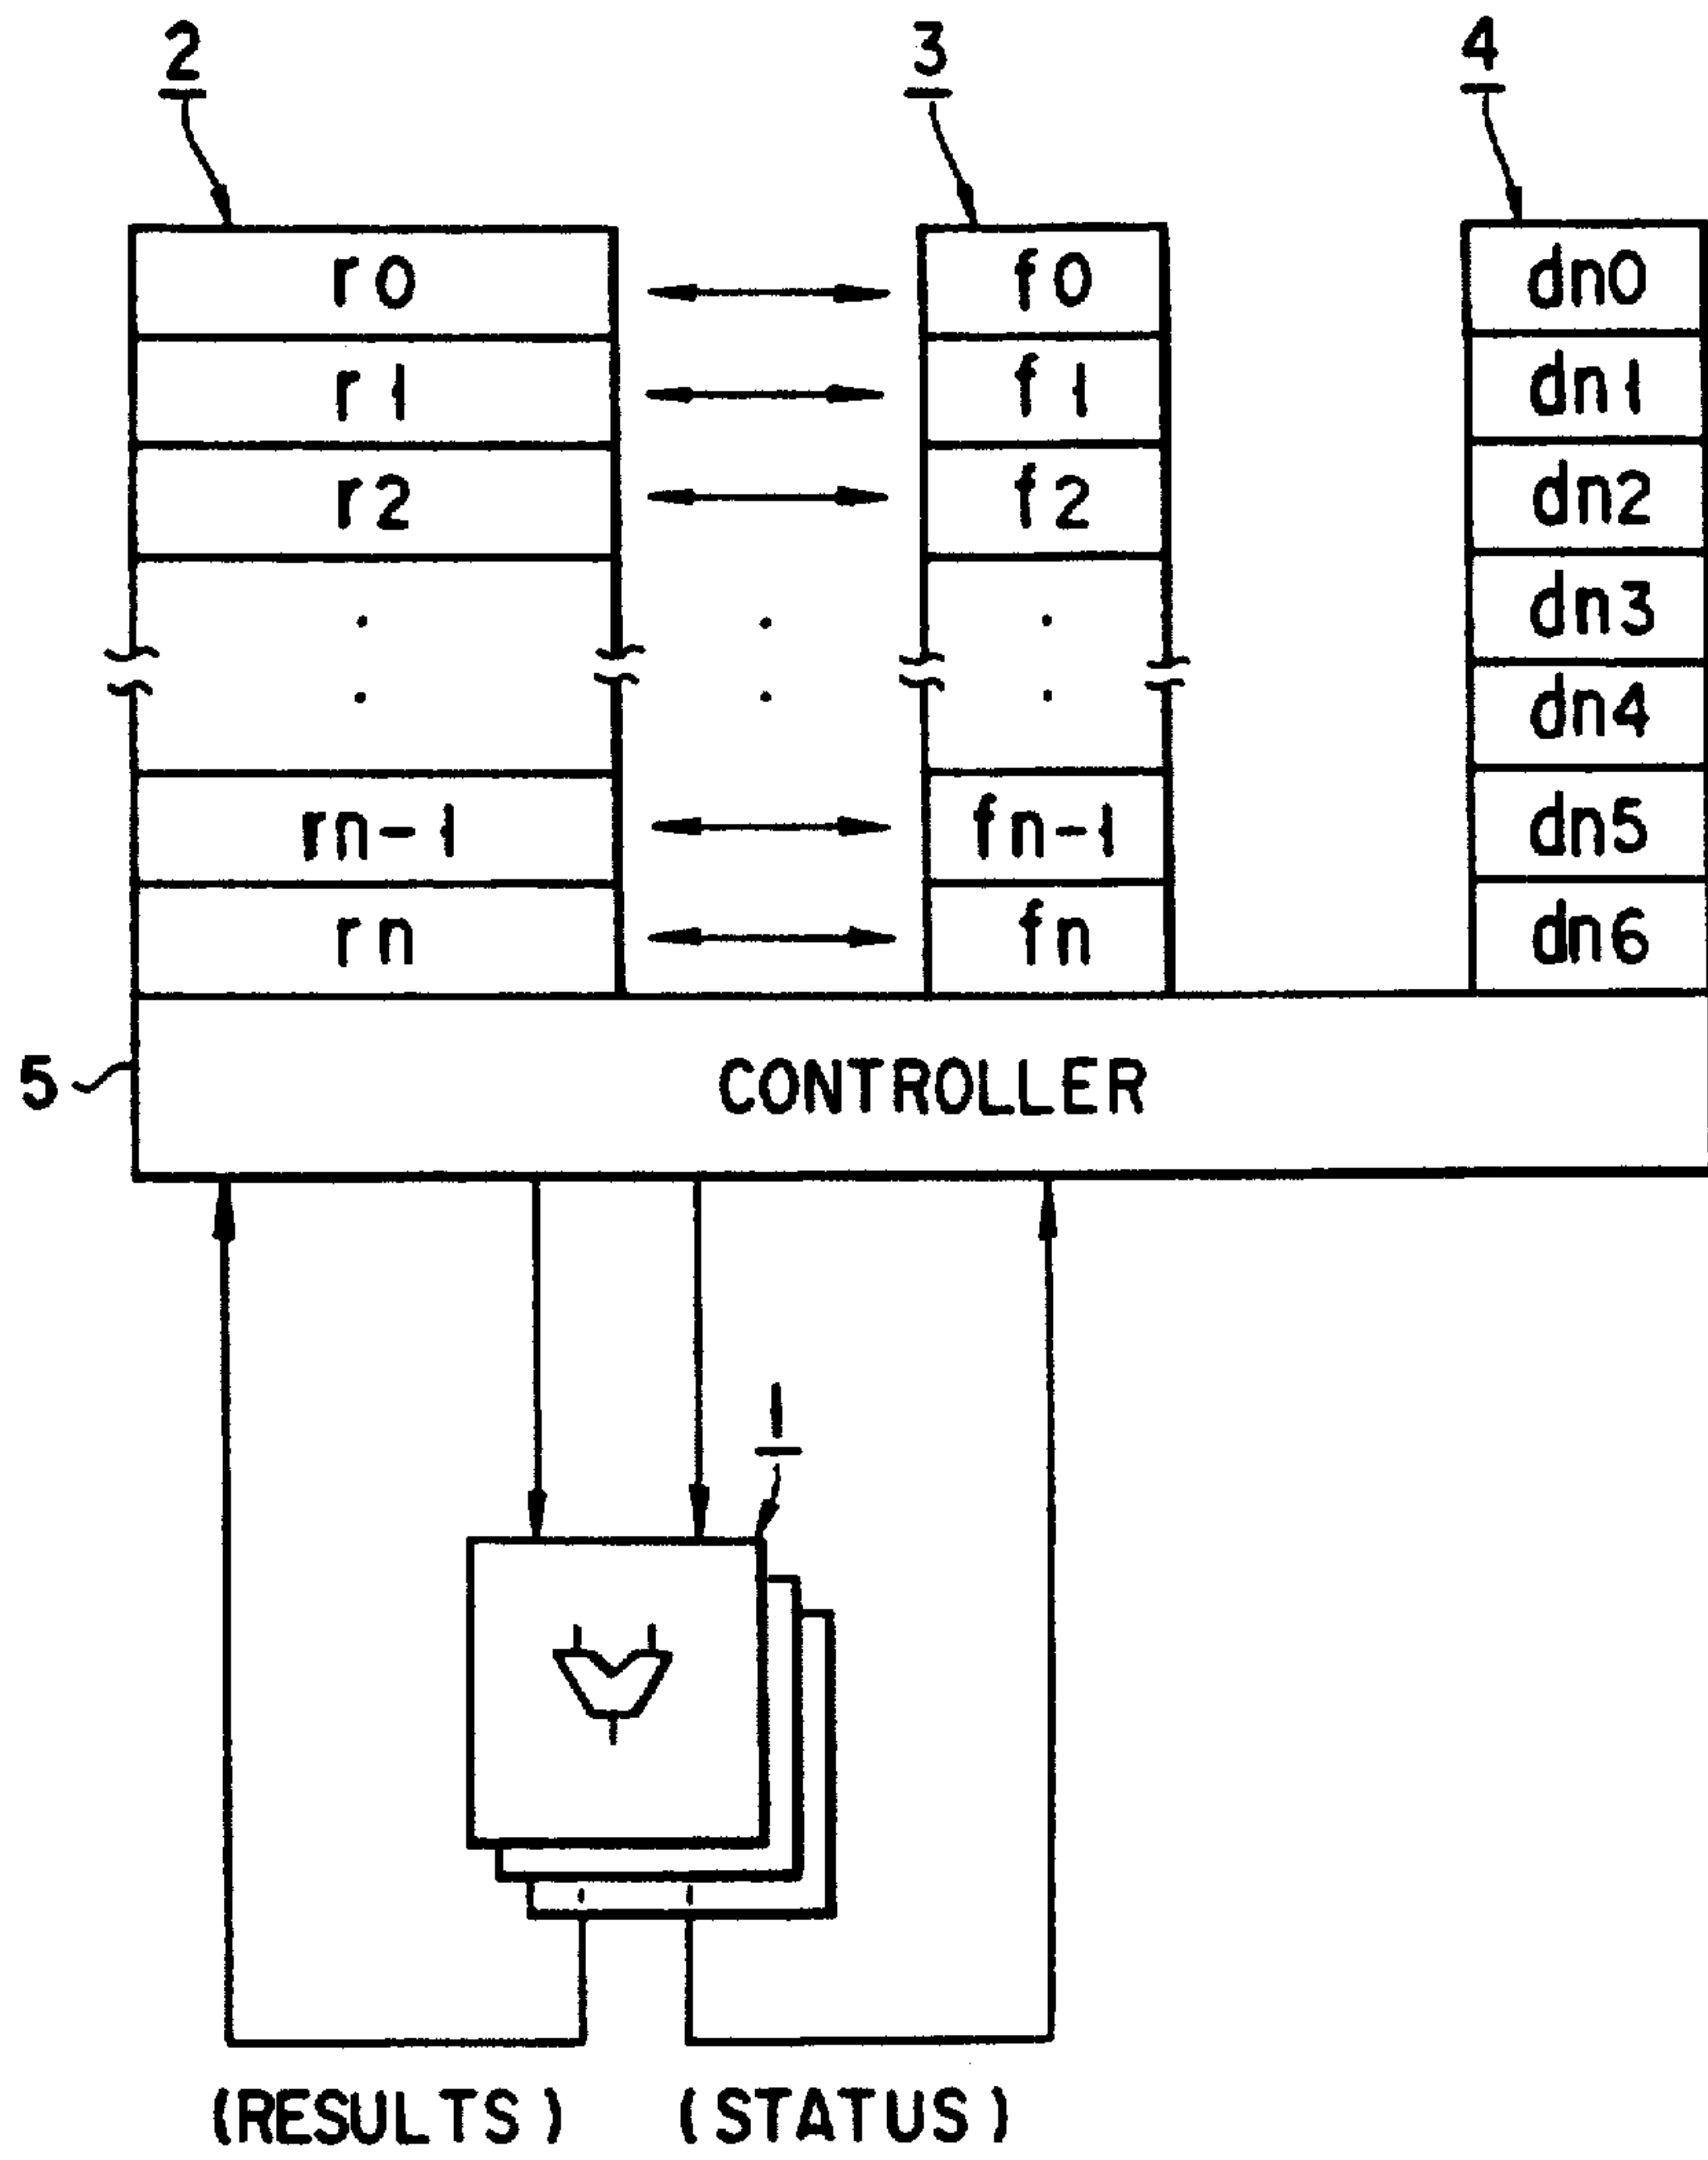 2 3 4
r0 f0 dn0
r1 f1 dn1
r2 f2 dn2
dn3
dn4
rn-1 fn-1 dn5
rn fn dn6
5 CONTROLLER
1
(RESULTS) (STATUS)